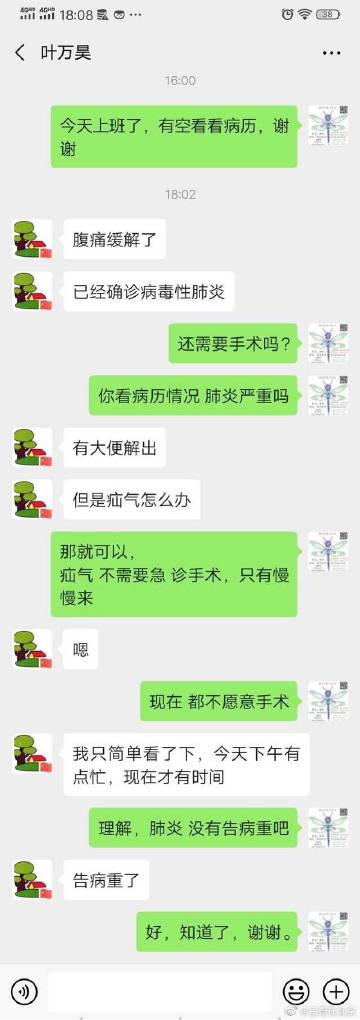 18:08
38
叶万昊
16:00
今天上班了，有空看看病历，谢
谢
18:02
腹痛缓解了
已经确诊病毒性肺炎
还需要手术吗？
你看病历情况 肺炎严重吗
有大便解出
但是疝气怎么办
那就可以，
疝气 不需要急 诊手术，只有慢
慢来
嗯
现在 都不愿意手术
我只简单看了下，今天下午有
点忙，现在才有时间
理解，肺炎 没有告病重吧
告病重了
好，知道了，谢谢。